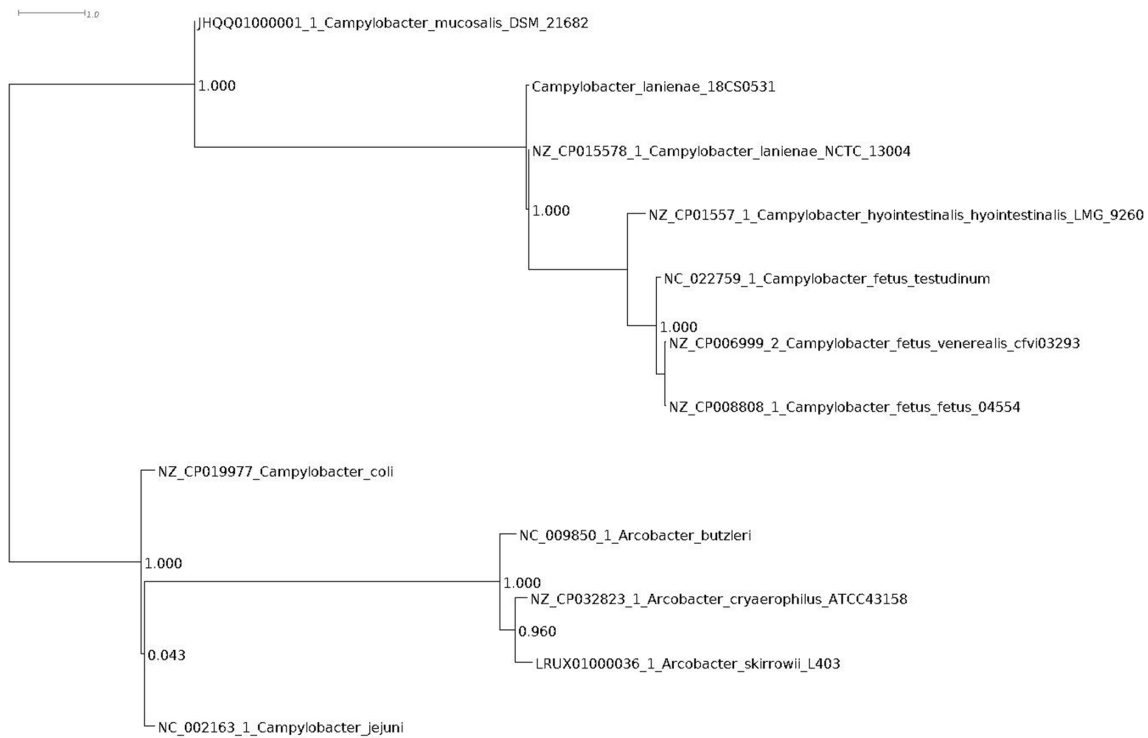 1.0
JHQQ01000001_1_Campylobacter_mucosalis_DSM_21682
1.000
Campylobacter_lanienae_18CS0531
NZ_CP015578_1_Campylobacter_lanienae_NCTC_13004
1.000
NZ_CP01557_1_Campylobacter_hyointestinalis_hyointestinalis_LMG_9260
NC_022759_1_Campylobacter_fetus_testudinum
1.000
NZ_CP006999_2_Campylobacter_fetus_venerealis_cfvi03293
NZ_CP008808_1_Campylobacter_fetus_fetus_04554
NZ_CP019977_Campylobacter_coli
NC_009850_1_Arcobacter_butzleri
1.000
1.000
NZ_CP032823_1_Arcobacter_cryaerophilus_ATCC43158
0.960
0.043
LRUX01000036_1_Arcobacter_skirrowii_L403
NC_002163_1_Campylobacter_jejuni